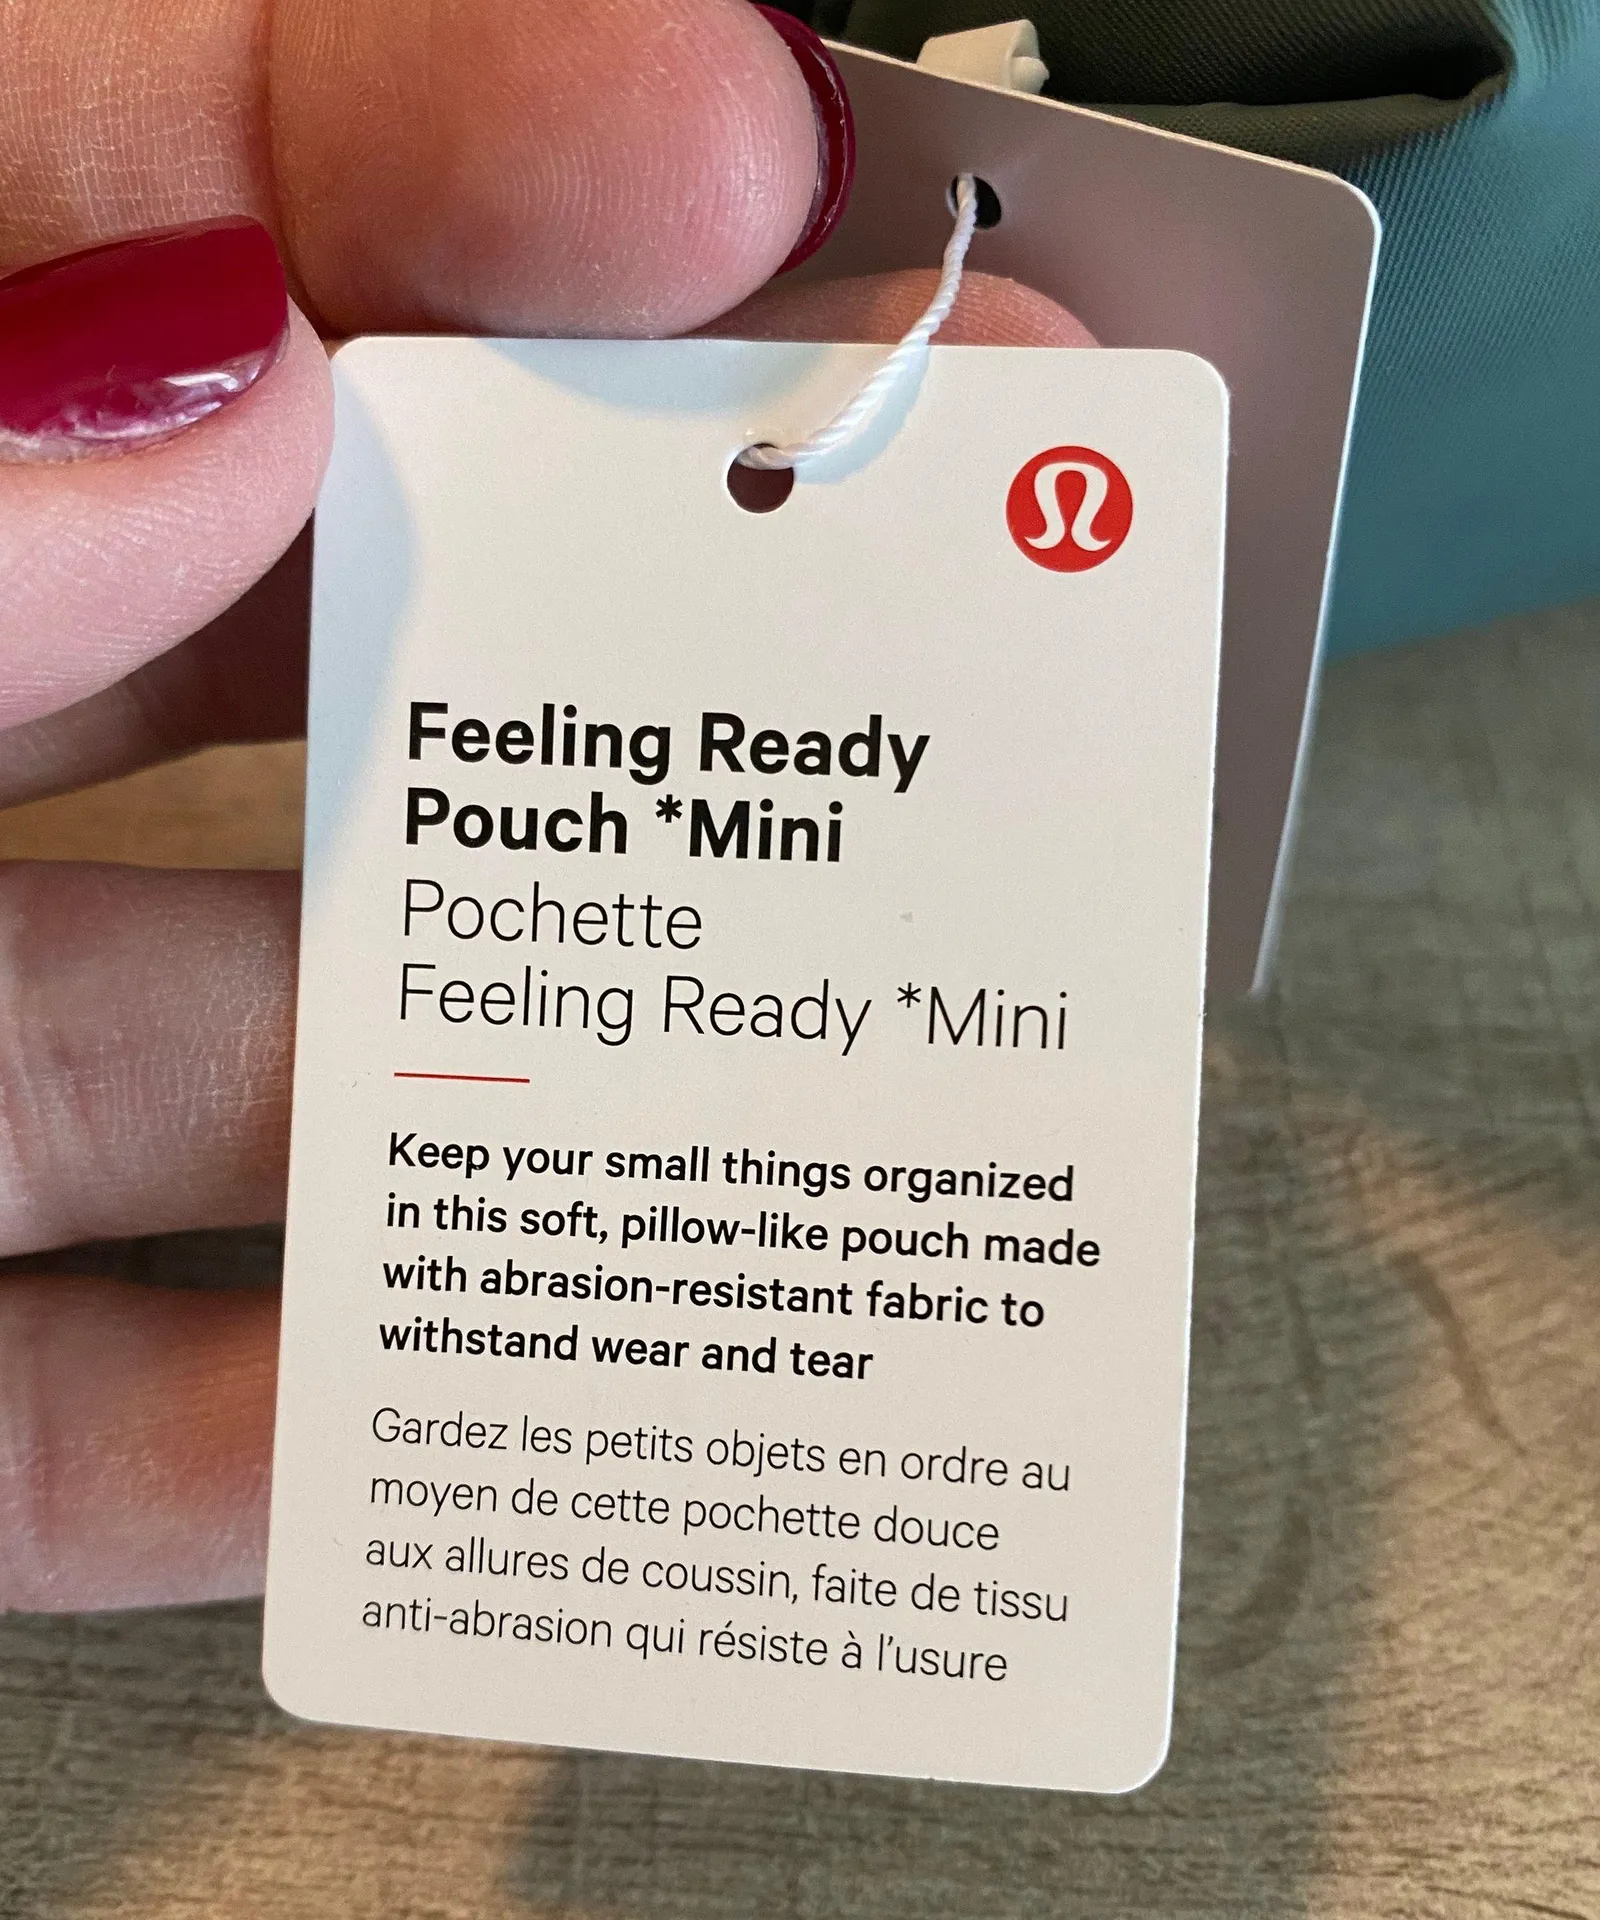 Feeling Ready
Pouch *Mini
Pochette
Feeling Ready *Mini
Keep your small things organized
in this soft, pillow-like pouch made
with abrasion-resistant fabric to
withstand wear and tear
Gardez les petits objets en ordre au
moyen de cette pochette douce
aux allures de coussin, faite de tissu
anti-abrasion qui résiste à l'usure